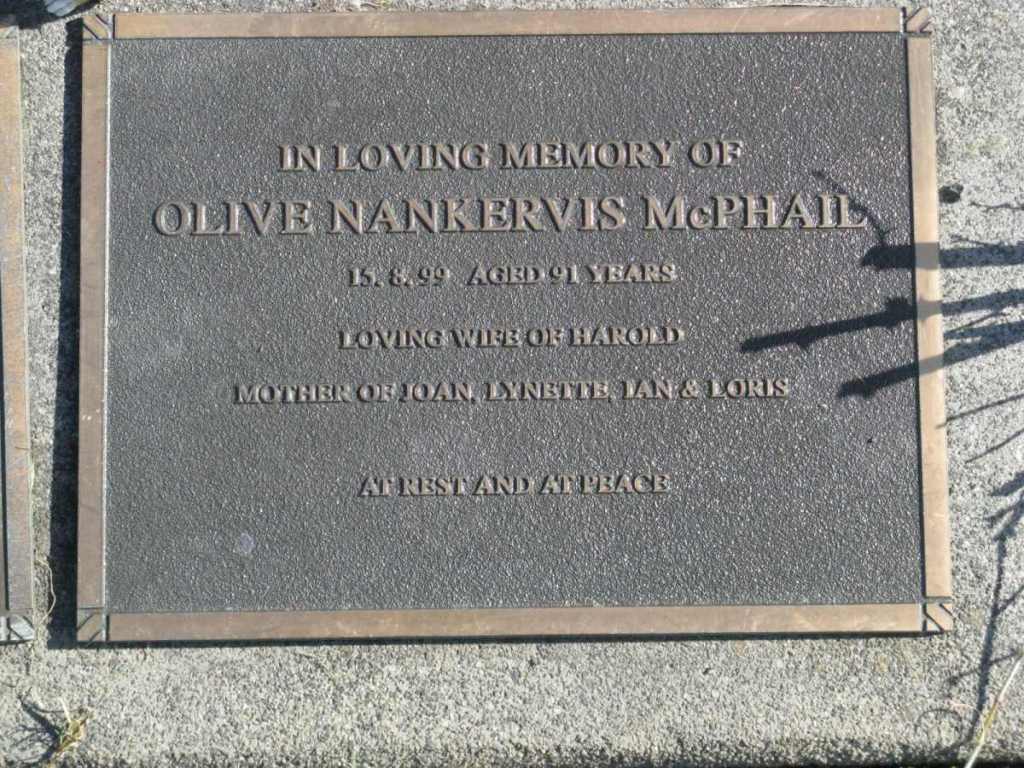 IN LOVING MEMORY OF
OLIVE NANKERVIS McPHAIL
15. 8. 99 AGED 91 YEARS
LOVING WIFE OF HAROLD
MOTHER OF JOAN, LYNETTE, IAN & LORIS
AT REST AND AT PEACE